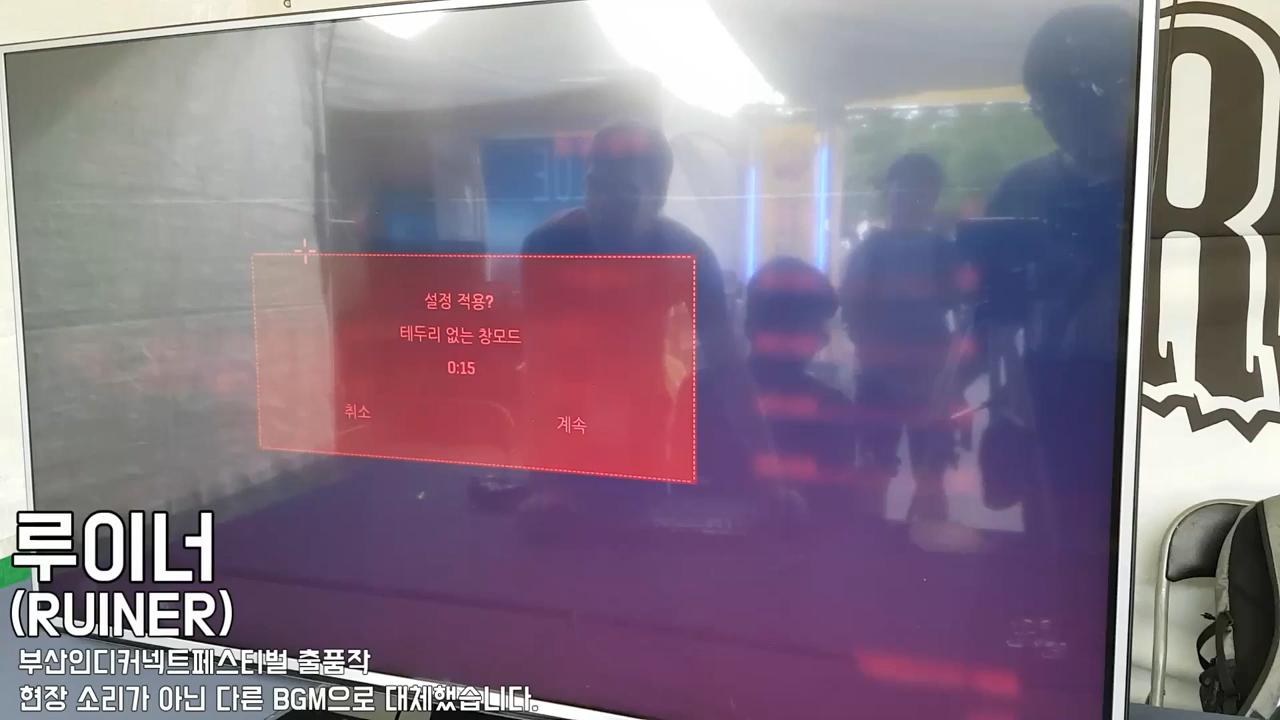 설정 적용?
테두리 없는 창모드
0:15
취소
계속
R
루이너
(RUINER)
부산인디커넥트페스티벌 출품작
현장 소리가 아닌 다른 BGM으로 대체했습니다.